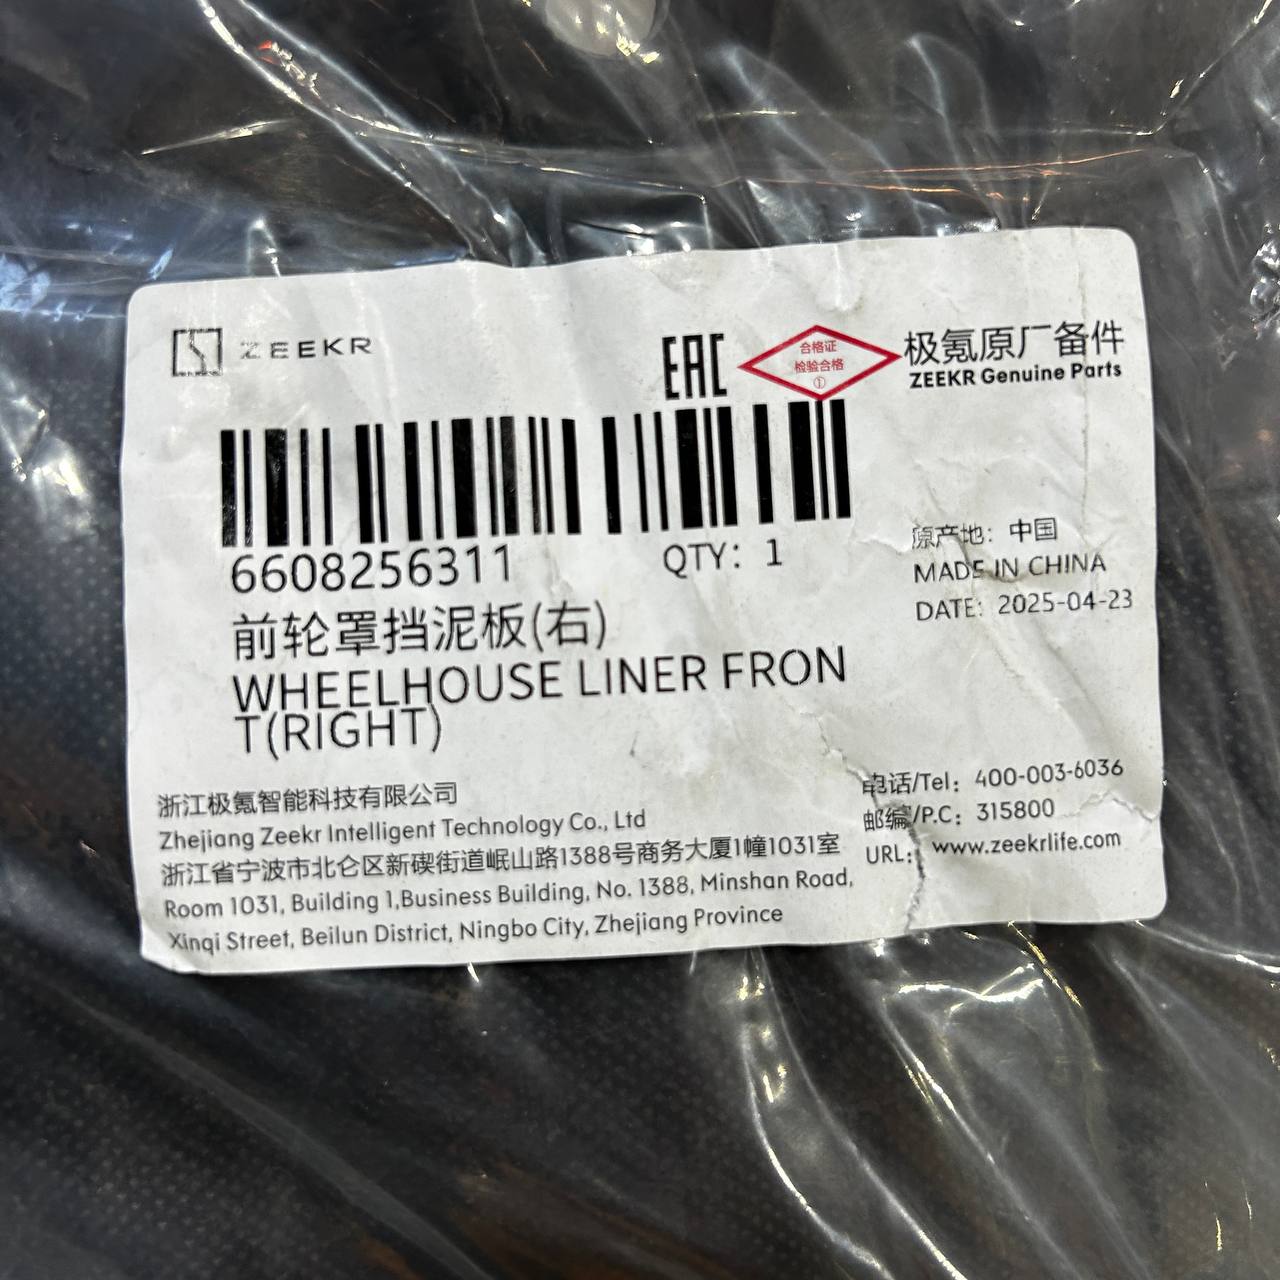 ZEEKR
EAC
合格证
检验合格
①
极氪原厂备件
ZEEKR Genuine Parts
6608256311
QTY: 1
前轮罩挡泥板(右)
WHEELHOUSE LINER FRON
T(RIGHT)
原产地: 中国
MADE IN CHINA
DATE: 2025-04-23
浙江极氪智能科技有限公司
Zhejiang Zeekr Intelligent Technology Co., Ltd
浙江省宁波市北仑区新碶街道岷山路1388号商务大厦1幢1031室
Room 1031, Building 1,Business Building, No. 1388, Minshan Road,
Xinqi Street, Beilun District, Ningbo City, Zhejiang Province
电话/Tel: 400-003-6036
邮编/P.C: 315800
URL: www.zeekrlife.com